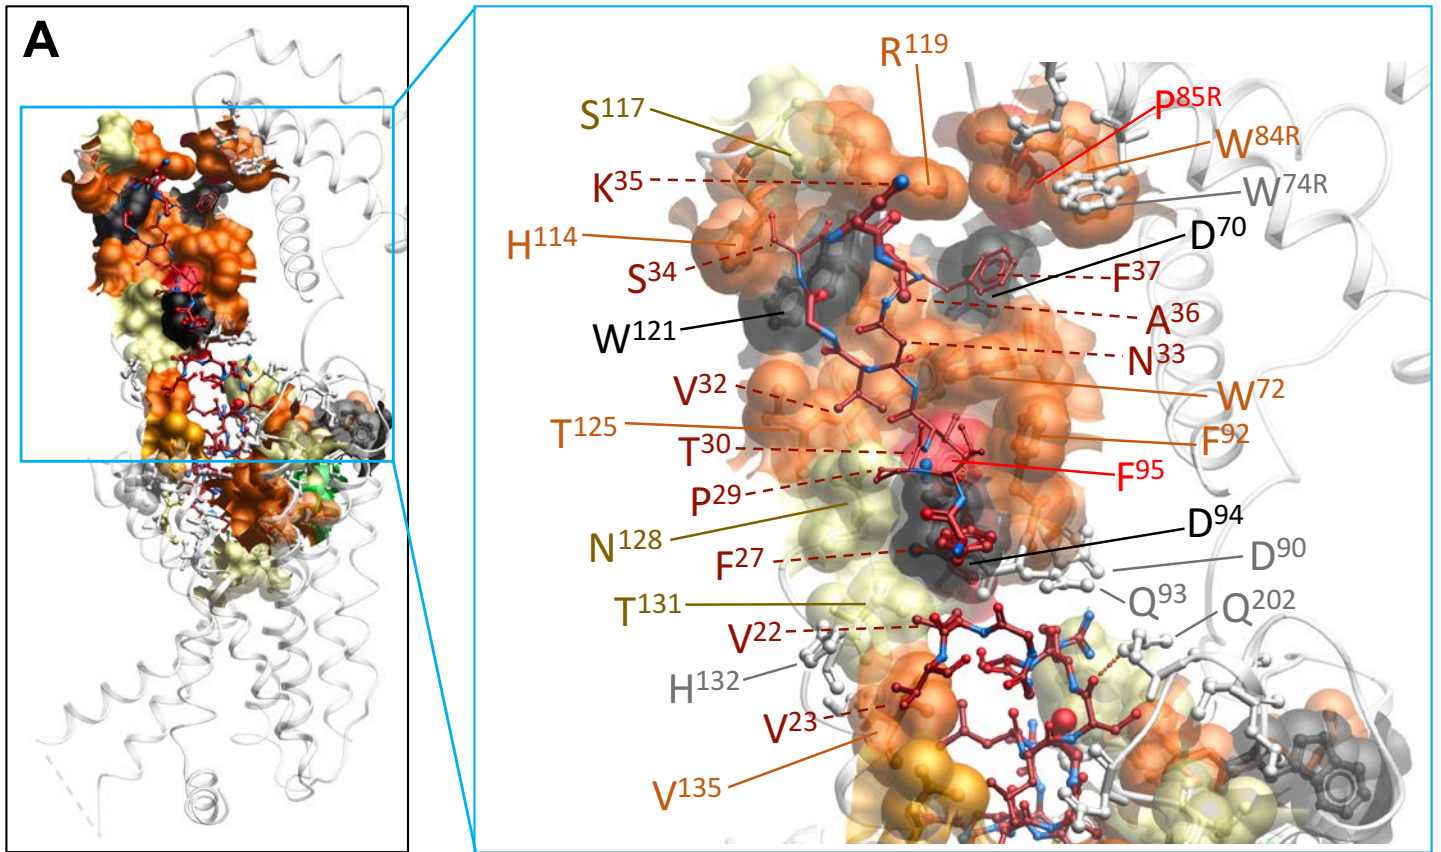 A
R119
S117
P85R
W84R
K35
W74R
D70
H114
S34
F37
A36
W121
N33
V32
W72
T125
F92
T30
F95
P29
D94
N128
F27
D90
Q93
Q202
T131
V22
H132
V23
V135